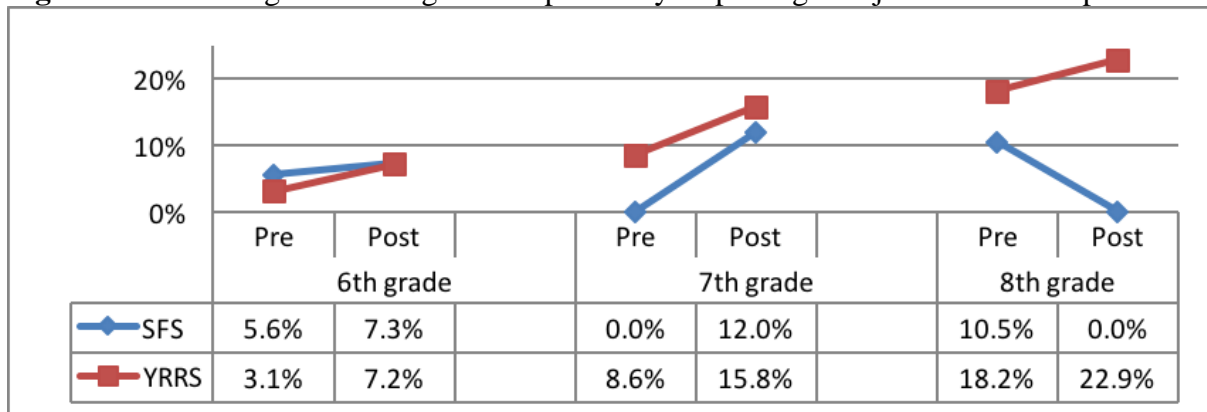 20%
10%
0%
Pre Post Pre Post Pre Post
6th grade 7th grade 8th grade
SFS 5.6% 7.3% 0.0% 12.0% 10.5% 0.0%
YRRS 3.1% 7.2% 8.6% 15.8% 18.2% 22.9%